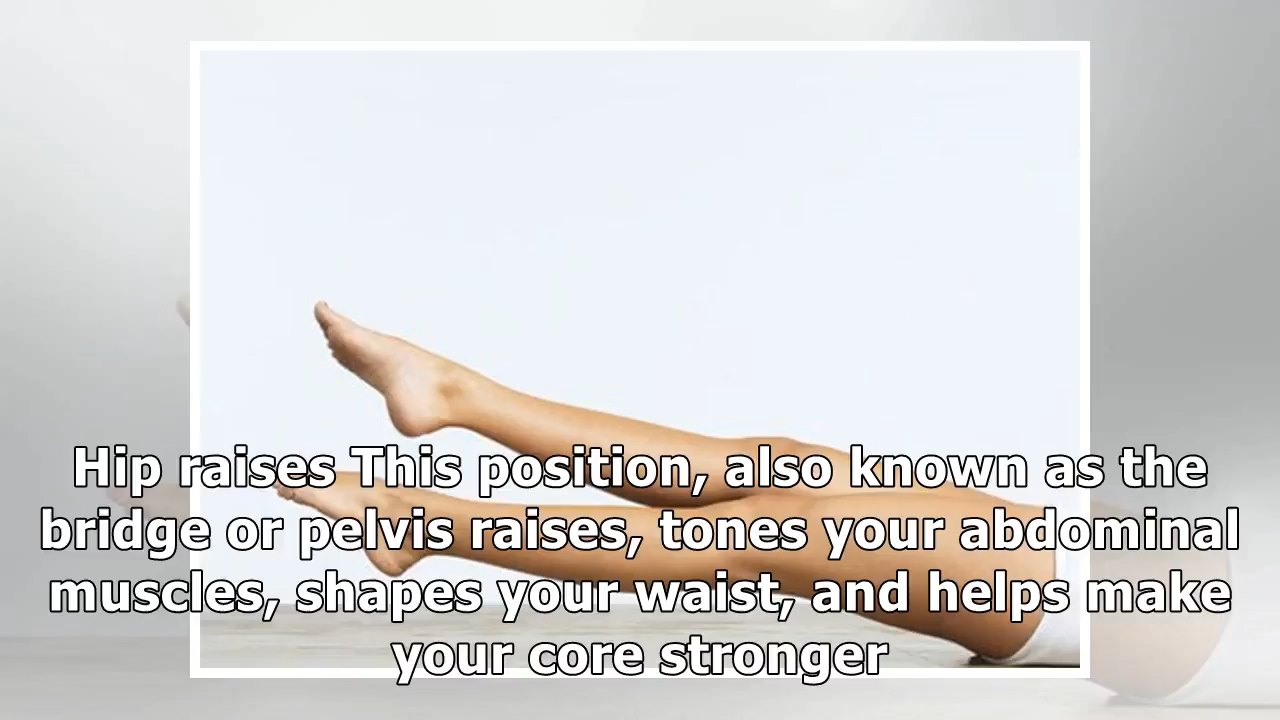 Hip raises This position, also known as the
bridge or pelvis raises, tones your abdominal
muscles, shapes your waist, and helps make
your core stronger